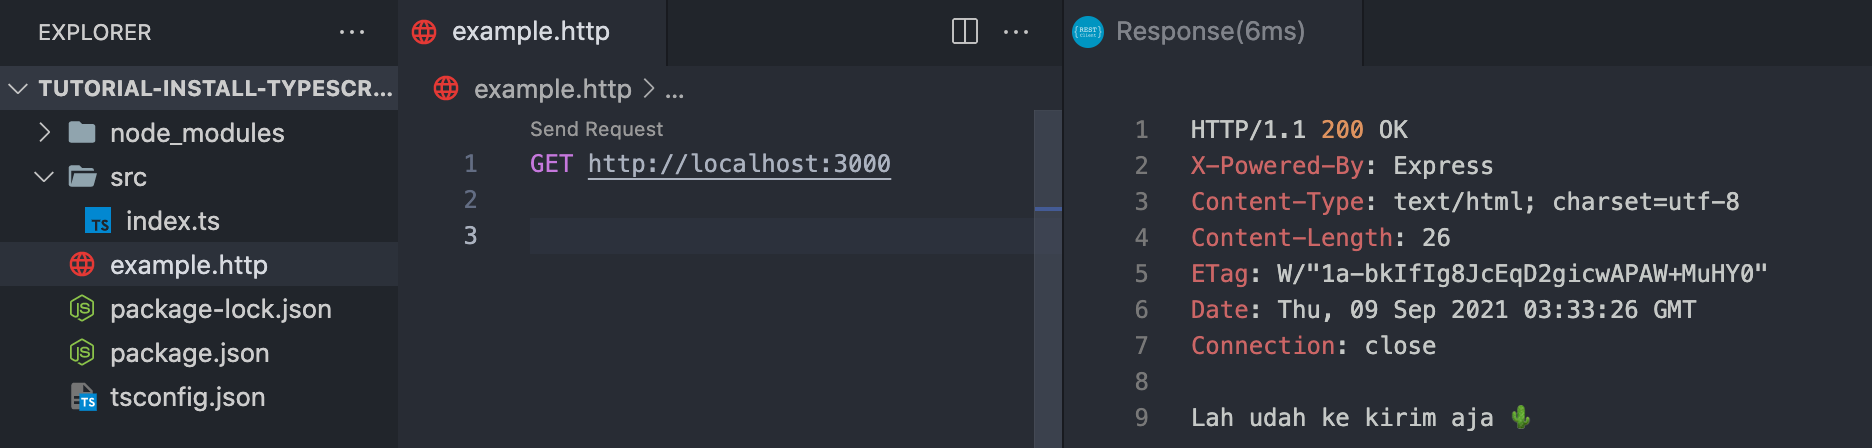 EXPLORER
TUTORIAL-INSTALL-TYPESCR...
node_modules
src
TS index.ts
example.http
JS package-lock.json
JS package.json
TS tsconfig.json
example.http
example.http > ...
Send Request
1 GET http://localhost:3000
2
3
{REST} Client Response(6ms)
1 HTTP/1.1 200 OK
2 X-Powered-By: Express
3 Content-Type: text/html; charset=utf-8
4 Content-Length: 26
5 ETag: W/"1a-bkIfIg8JcEqD2gicwAPAW+MuHY0"
6 Date: Thu, 09 Sep 2021 03:33:26 GMT
7 Connection: close
8
9 Lah udah ke kirim aja 🌵